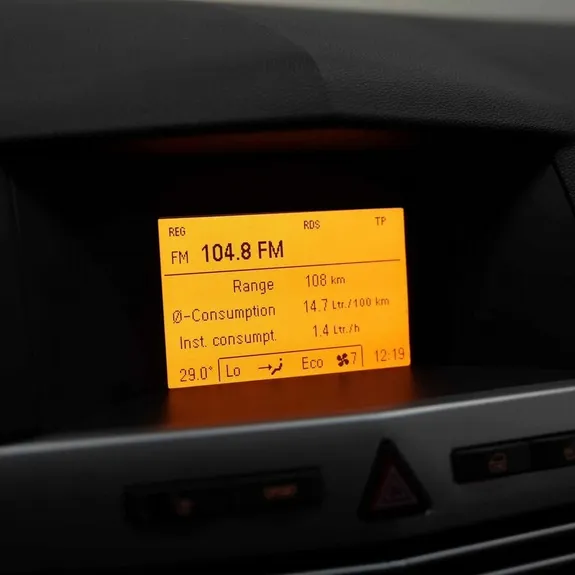 REG RDS TP
FM 104.8 FM
Range 108 km
Ø-Consumption 14.7 Ltr./100 km
Inst. consumpt. 1.4 Ltr./h
29.0° Lo Eco 7 12:19